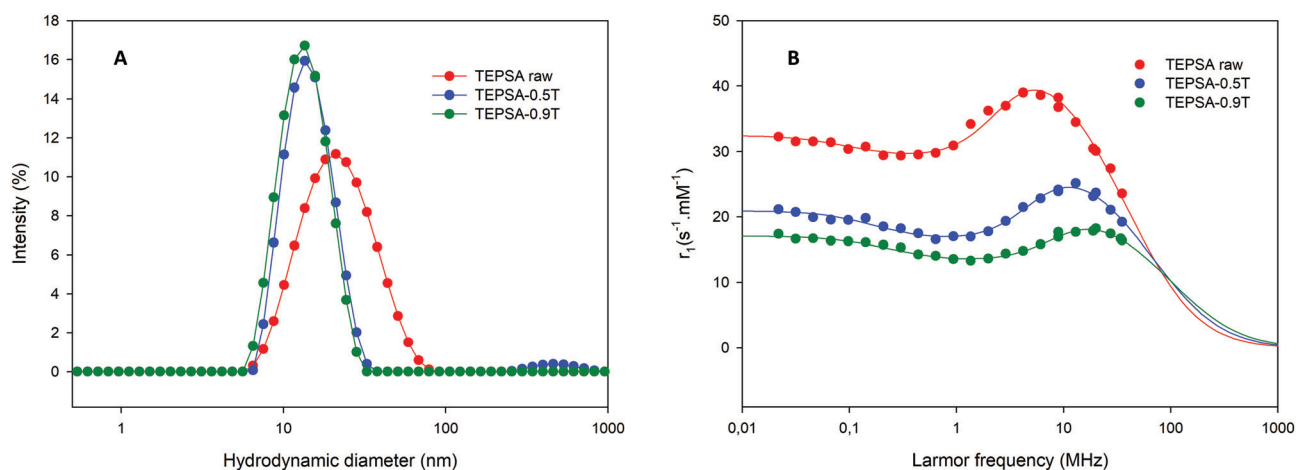 A
TEPSA raw
TEPSA-0.5T
TEPSA-0.9T
18
16
14
12
10
8
6
4
2
0
Intensity (%)
1
10
100
1000
Hydrodynamic diameter (nm)
B
TEPSA raw
TEPSA-0.5T
TEPSA-0.9T
50
40
30
20
10
0
r₁(s⁻¹.mM⁻¹)
0,01
0,1
1
10
100
1000
Larmor frequency (MHz)